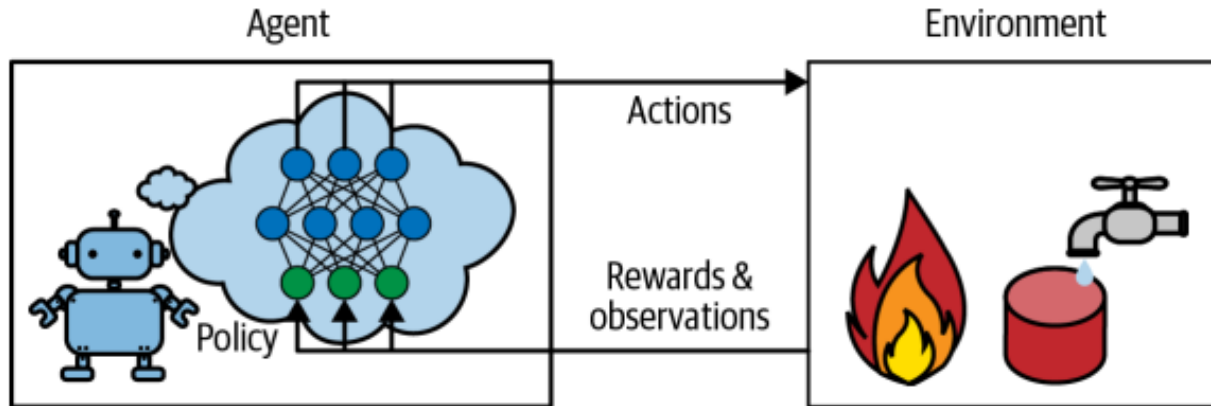 Agent
Environment
Actions
Rewards &
observations
Policy